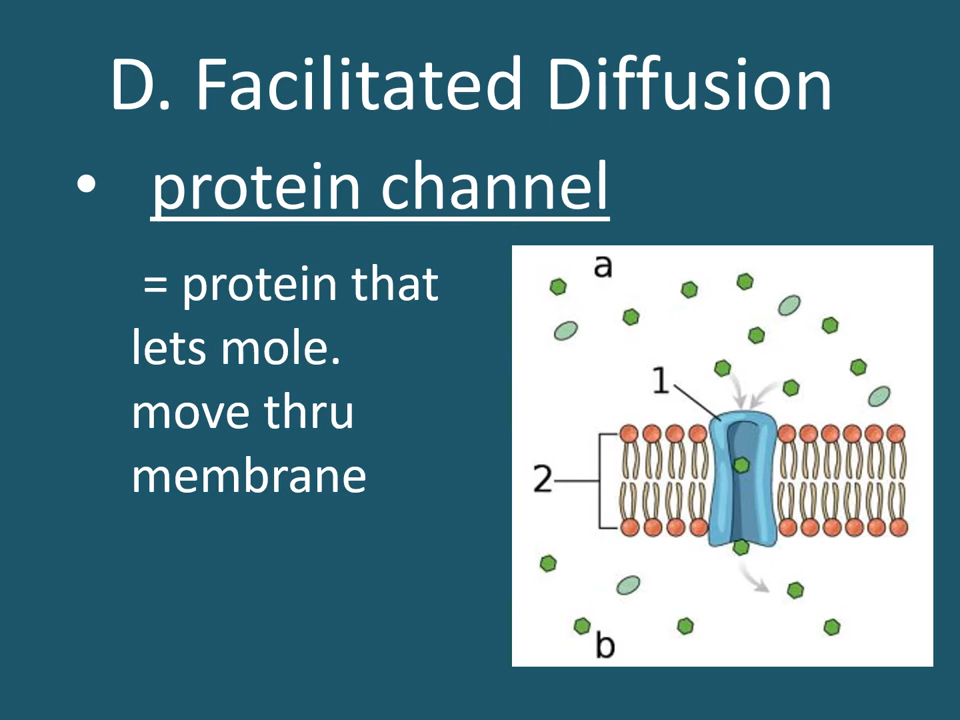 D. Facilitated Diffusion
• protein channel
= protein that
lets mole.
move thru
membrane
a
1
2
b